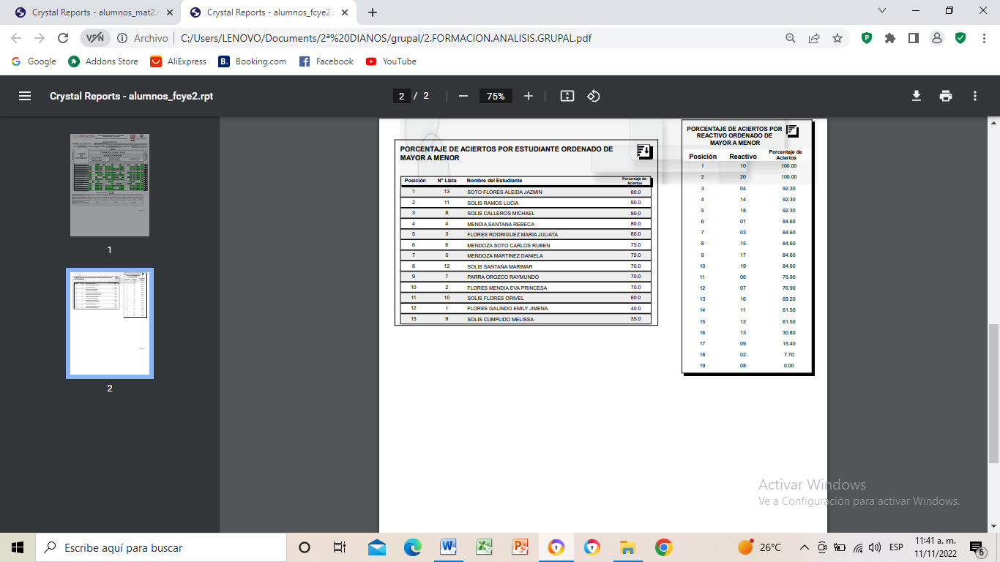 Crystal Reports - alumnos_mat2.r
Crystal Reports - alumnos_fcye2.r
VPN Archivo C:/Users/LENOVO/Documents/2ª%20DIANOS/grupal/2.FORMACION.ANALISIS.GRUPAL.pdf
Google Addons Store AliExpress Booking.com Facebook YouTube
Crystal Reports - alumnos_fcye2.rpt 2 / 2 75%
1
2
PORCENTAJE DE ACIERTOS POR ESTUDIANTE ORDENADO DE
MAYOR A MENOR
Posición N° Lista Nombre del Estudiante Porcentaje de Aciertos
1 13 SOTO FLORES ALEIDA JAZMIN 80.0
2 11 SOLIS RAMOS LUCIA 80.0
3 8 SOLIS CALLEROS MICHAEL 80.0
4 4 MENDIA SANTANA REBECA 80.0
5 3 FLORES RODRIGUEZ MARIA JULIATA 80.0
6 6 MENDOZA SOTO CARLOS RUBEN 75.0
7 5 MENDOZA MARTINEZ DANIELA 75.0
8 12 SOLIS SANTANA MARIMAR 70.0
9 7 PARRA OROZCO RAYMUNDO 70.0
10 2 FLORES MENDIA EVA PRINCESA 70.0
11 10 SOLIS FLORES ORIVEL 60.0
12 1 FLORES GALINDO EMILY JIMENA 40.0
13 9 SOLIS CUMPLIDO MELISSA 35.0
PORCENTAJE DE ACIERTOS POR
REACTIVO ORDENADO DE
MAYOR A MENOR
Posición Reactivo Porcentaje de Aciertos
1 10 100.00
2 20 100.00
3 04 92.30
4 14 92.30
5 18 92.30
6 01 84.60
7 03 84.60
8 15 84.60
9 17 84.60
10 19 84.60
11 06 76.90
12 07 76.90
13 16 69.20
14 11 61.50
15 12 61.50
16 13 30.80
17 09 15.40
18 02 7.70
19 08 0.00
Activar Windows
Ve a Configuración para activar Windows.
Escribe aquí para buscar
26°C ESP 11:41 a. m.
11/11/2022 6